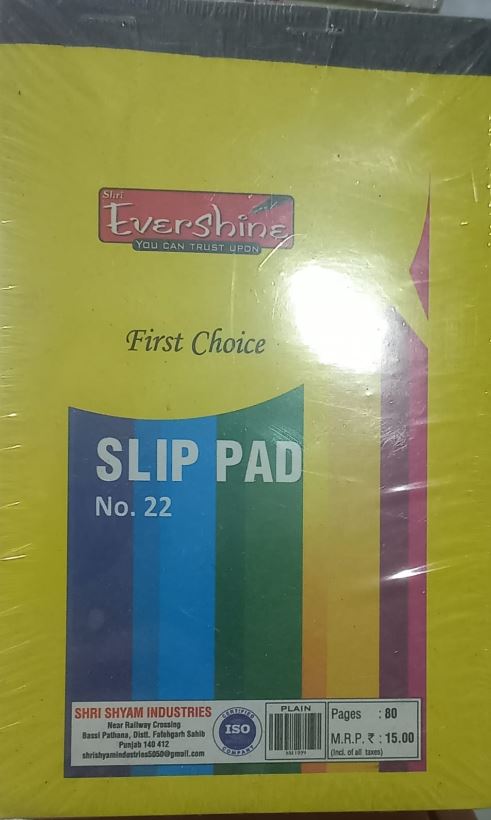 Shri
Evershine
YOU CAN TRUST UPON
First Choice
SLIP PAD
No. 22
SHRI SHYAM INDUSTRIES
Near Railway Crossing
Bassi Pathana, Distt. Fatehgarh Sahib
Punjab 140 412
shrishyamindustries5050@gmail.com
CERTIFIED
ISO
COMPANY
PLAIN
Pages : 80
M.R.P. ₹ : 15.00
(Incl. of all taxes)